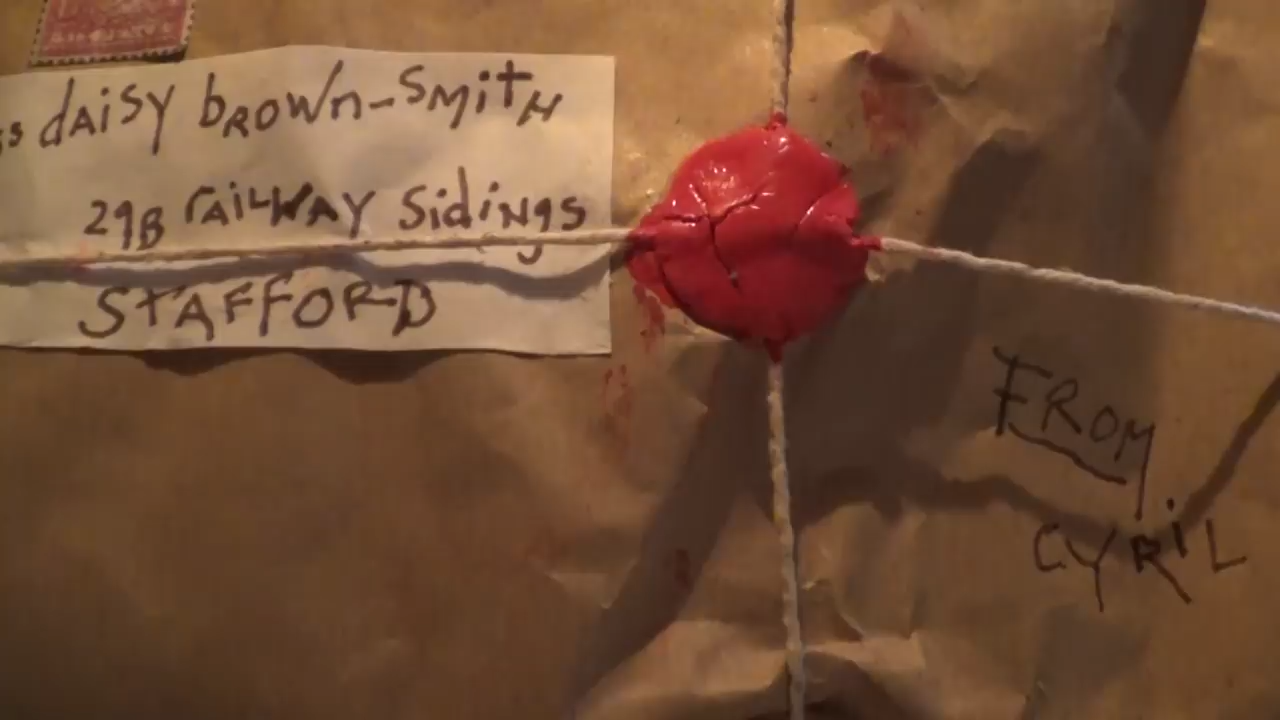 dAiSY bROWn-SMitH
29B rAiLWAY SidiNgS
StAFFORD
FROM
CYRiL